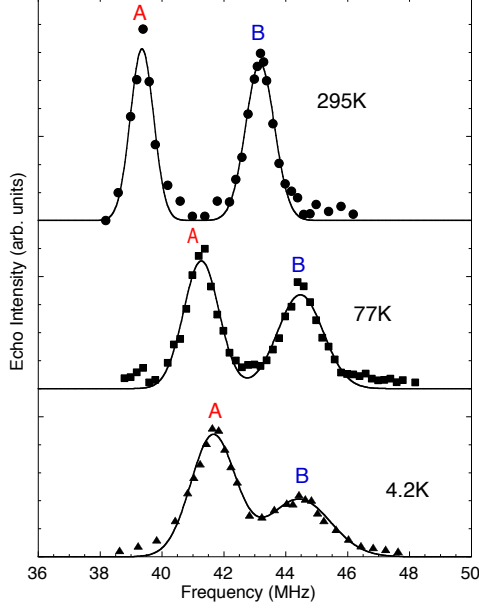 A
B
295K
A
B
77K
A
B
4.2K
Echo Intensity (arb. units)
36 38 40 42 44 46 48 50
Frequency (MHz)